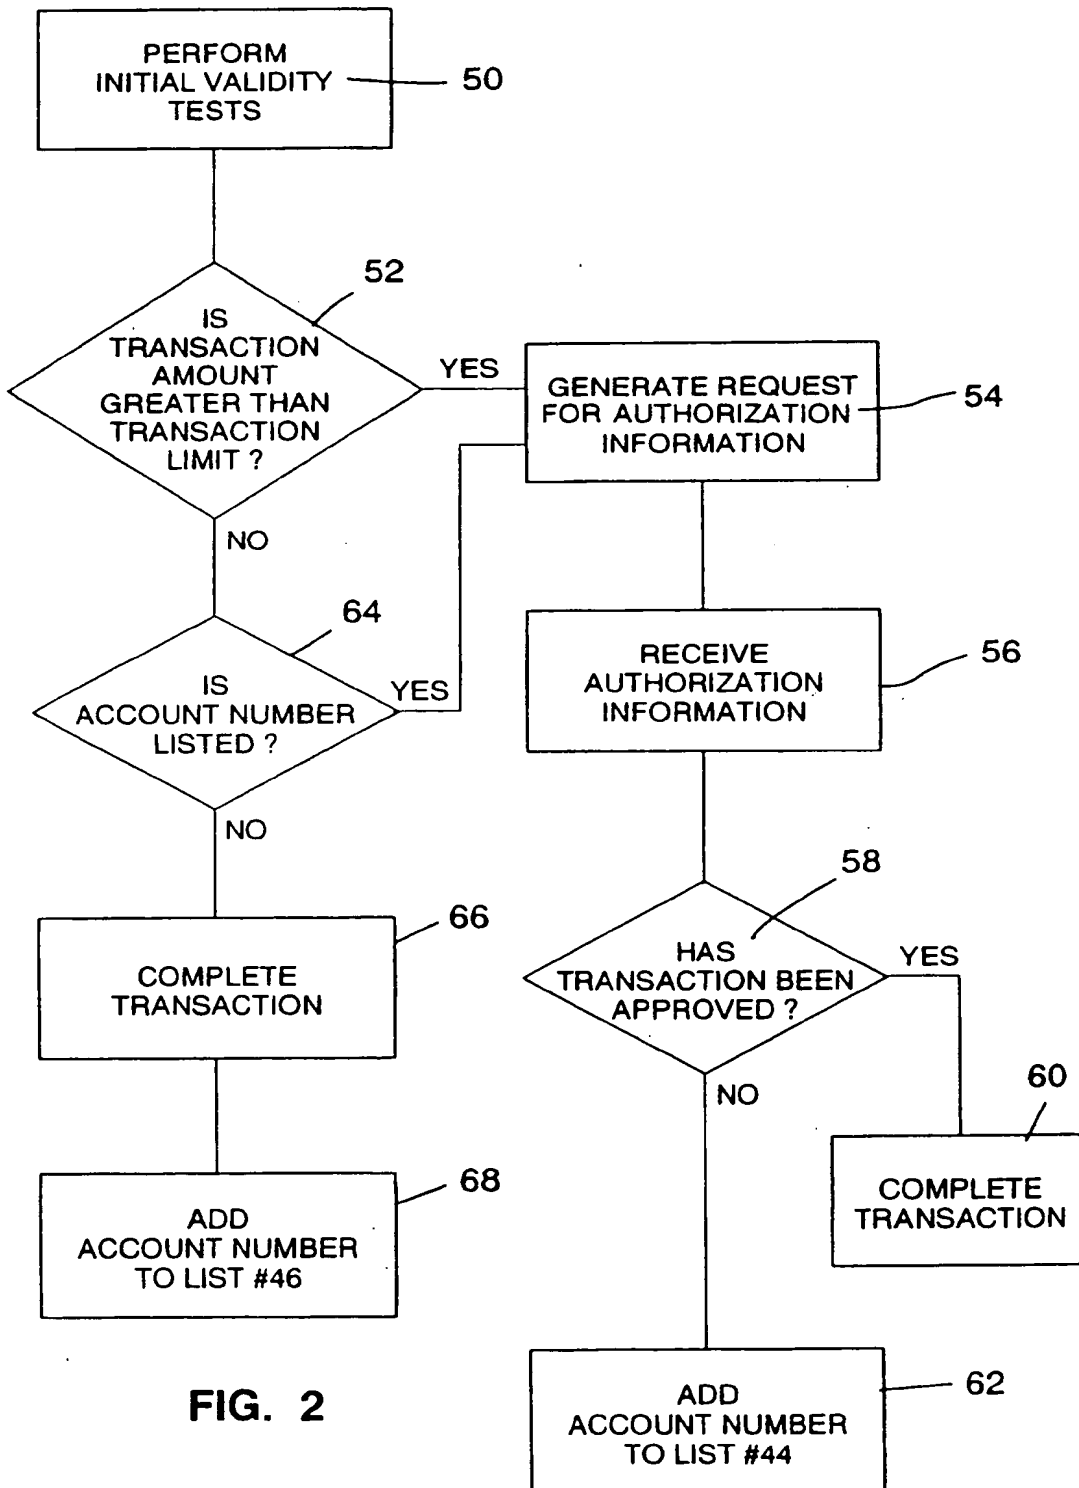 PERFORM
INITIAL VALIDITY
TESTS
50
52
IS
TRANSACTION
AMOUNT
GREATER THAN
TRANSACTION
LIMIT ?
YES
NO
GENERATE REQUEST
FOR AUTHORIZATION
INFORMATION
54
64
IS
ACCOUNT NUMBER
LISTED ?
YES
NO
RECEIVE
AUTHORIZATION
INFORMATION
56
58
HAS
TRANSACTION BEEN
APPROVED ?
YES
NO
66
COMPLETE
TRANSACTION
60
COMPLETE
TRANSACTION
68
ADD
ACCOUNT NUMBER
TO LIST #46
62
ADD
ACCOUNT NUMBER
TO LIST #44
FIG. 2